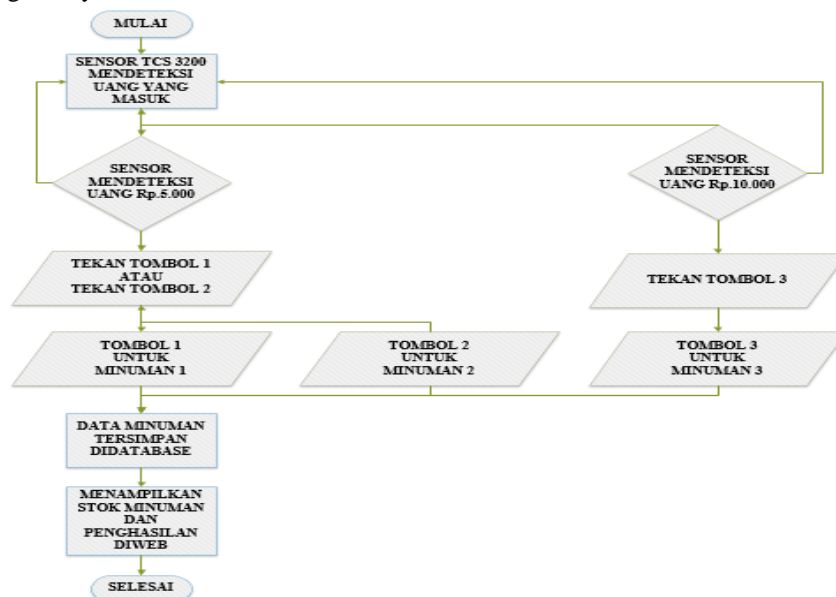 MULAI
SENSOR TCS 3200
MENDETEKSI
UANG YANG
MASUK
SENSOR
MENDETEKSI
UANG Rp.5.000
SENSOR
MENDETEKSI
UANG Rp.10.000
TEKAN TOMBOL 1
ATAU
TEKAN TOMBOL 2
TEKAN TOMBOL 3
TOMBOL 1
UNTUK
MINUMAN 1
TOMBOL 2
UNTUK
MINUMAN 2
TOMBOL 3
UNTUK
MINUMAN 3
DATA MINUMAN
TERSIMPAN
DIDATABASE
MENAMPILKAN
STOK MINUMAN
DAN
PENGHASILAN
DIWEB
SELESAI